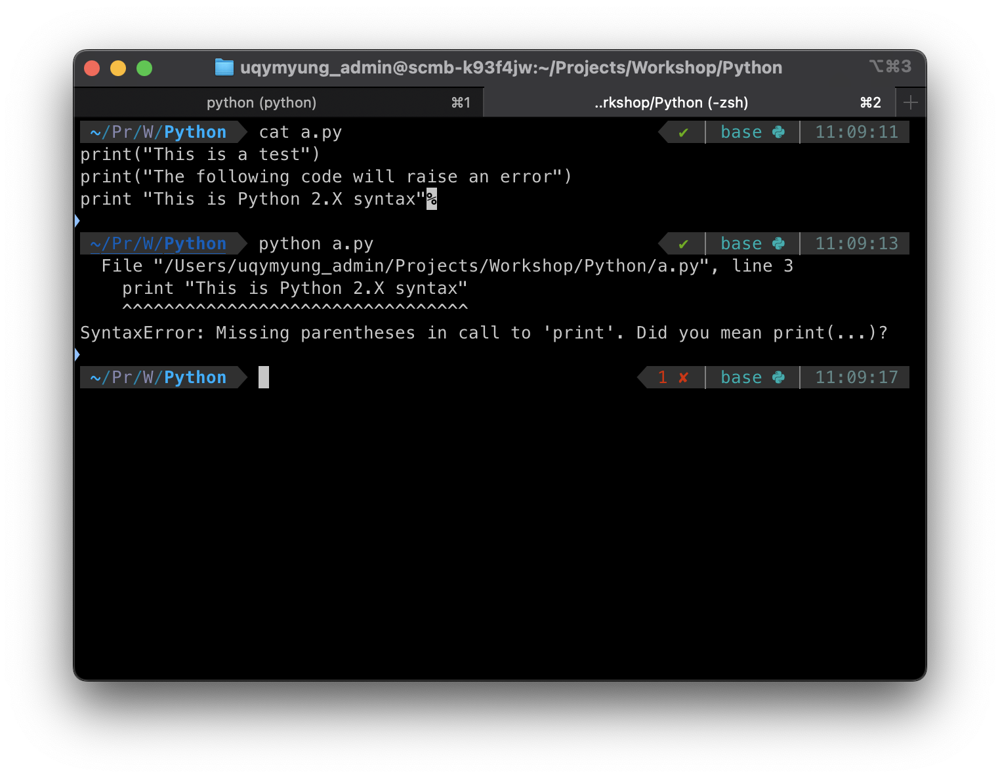 uqymyung_admin@scmb-k93f4jw:~/Projects/Workshop/Python ⌥⌘3
python (python) ⌘1 ..rkshop/Python (-zsh) ⌘2
~/Pr/W/Python cat a.py ✔ base 11:09:11
print("This is a test")
print("The following code will raise an error")
print "This is Python 2.X syntax"%
~/Pr/W/Python python a.py ✔ base 11:09:13
File "/Users/uqymyung_admin/Projects/Workshop/Python/a.py", line 3
print "This is Python 2.X syntax"
^^^^^^^^^^^^^^^^^^^^^^^^^^^^^^^^^
SyntaxError: Missing parentheses in call to 'print'. Did you mean print(...)?
~/Pr/W/Python 1 ✘ base 11:09:17